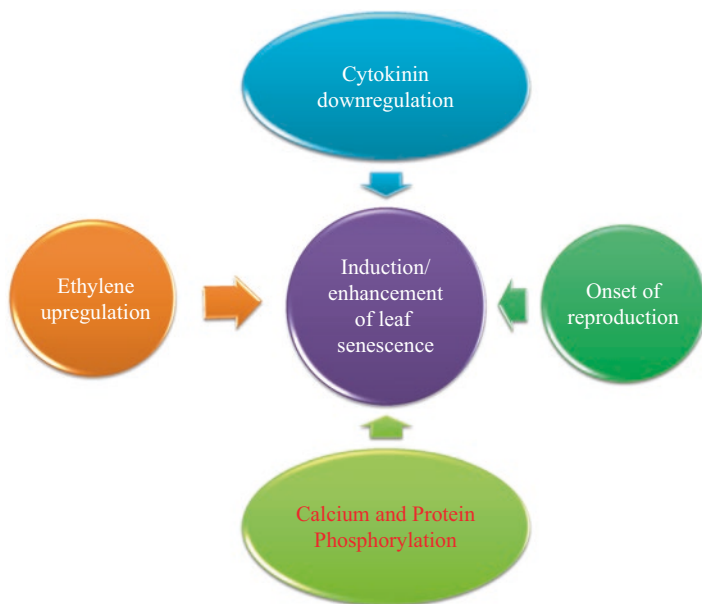 Cytokinin
downregulation
Ethylene
upregulation
Induction/
enhancement
of leaf
senescence
Onset of
reproduction
Calcium and Protein
Phosphorylation